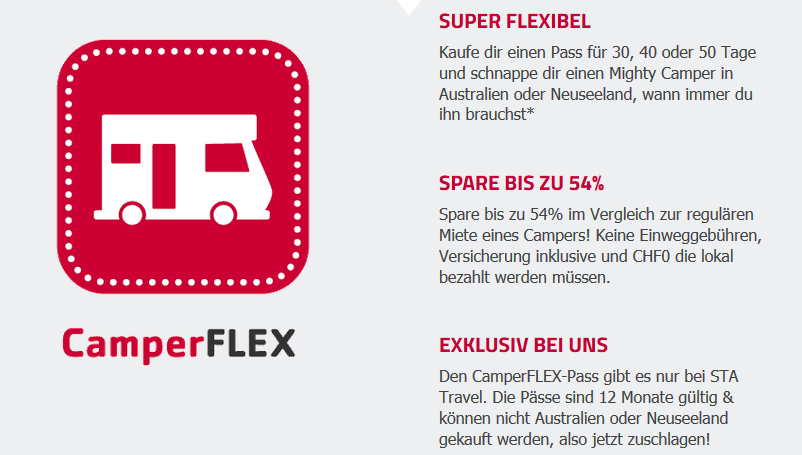 SUPER FLEXIBEL
Kaufe dir einen Pass für 30, 40 oder 50 Tage
und schnappe dir einen Mighty Camper in
Australien oder Neuseeland, wann immer du
ihn brauchst*
SPARE BIS ZU 54%
Spare bis zu 54% im Vergleich zur regulären
Miete eines Campers! Keine Einweggebühren,
Versicherung inklusive und CHF0 die lokal
bezahlt werden müssen.
CamperFLEX
EXKLUSIV BEI UNS
Den CamperFLEX-Pass gibt es nur bei STA
Travel. Die Pässe sind 12 Monate gültig &
können nicht Australien oder Neuseeland
gekauft werden, also jetzt zuschlagen!